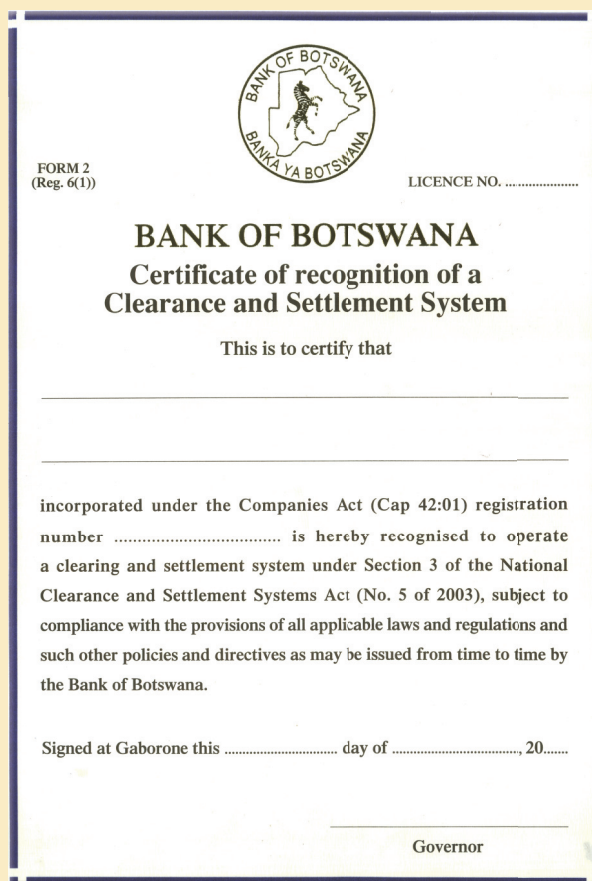 BANK OF BOTSWANA
BANKA YA BOTSWANA
FORM 2
(Reg. 6(1))
LICENCE NO. ......................
BANK OF BOTSWANA
Certificate of recognition of a
Clearance and Settlement System
This is to certify that
incorporated under the Companies Act (Cap 42:01) registration
number ................................... is hereby recognised to operate
a clearing and settlement system under Section 3 of the National
Clearance and Settlement Systems Act (No. 5 of 2003), subject to
compliance with the provisions of all applicable laws and regulations and
such other policies and directives as may be issued from time to time by
the Bank of Botswana.
Signed at Gaborone this .................................. day of ......................................, 20.......
Governor